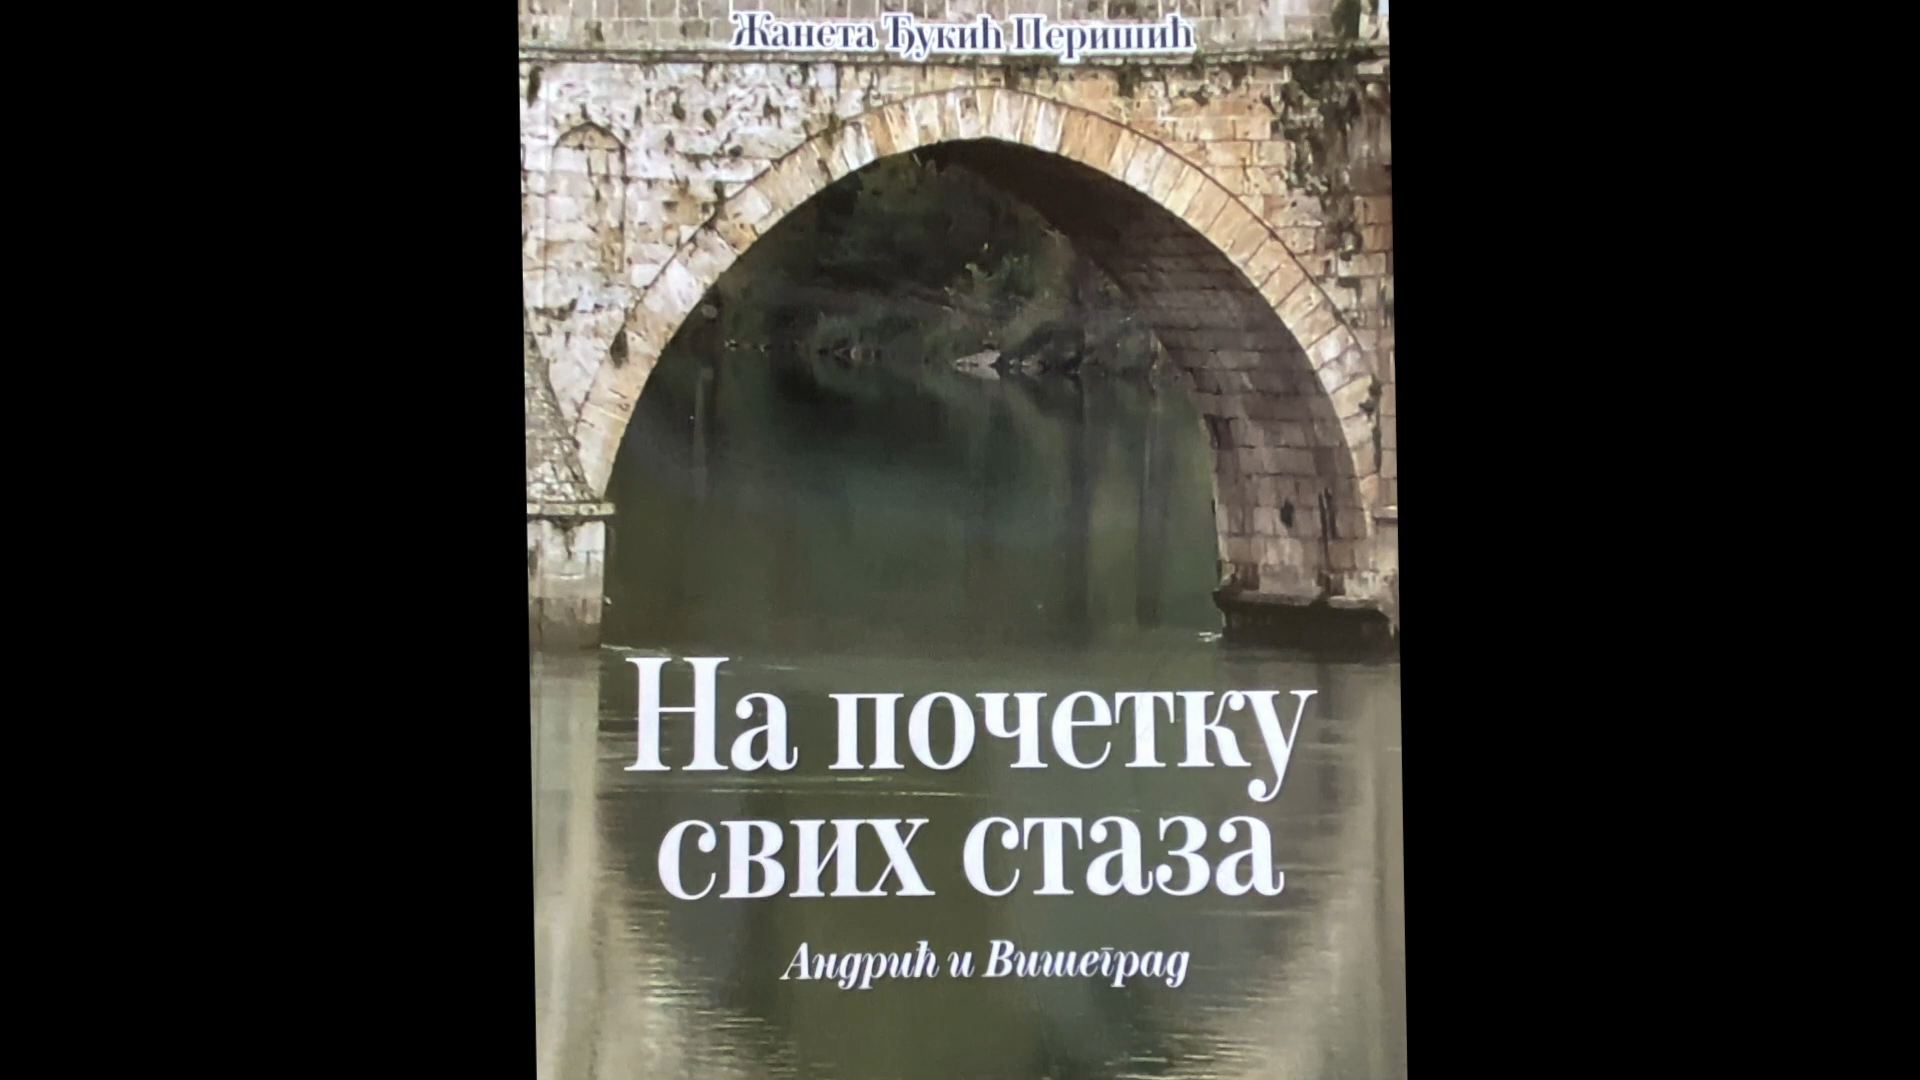 Жанета Ђукић Перишић
На почетку
свих стаза
Андрић и Вишеград